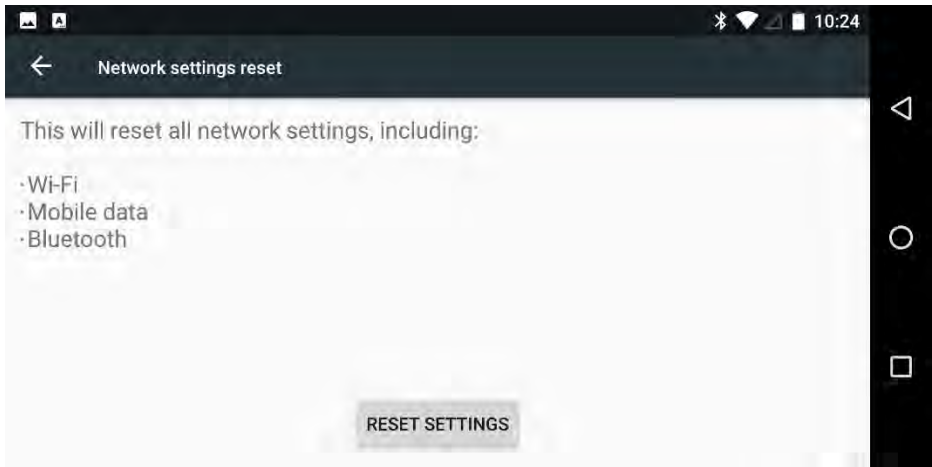 10:24
Network settings reset
This will reset all network settings, including:
·Wi-Fi
·Mobile data
·Bluetooth
RESET SETTINGS